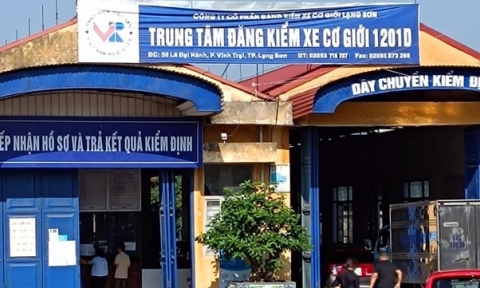 CÔNG TY CỔ PHẦN ĐĂNG KIỂM XE CƠ GIỚI LẠNG SƠN
TRUNG TÂM ĐĂNG KIỂM XE CƠ GIỚI 1201D
ĐC: 50 Lê Đại Hành, P. Vĩnh Trại, TP. Lạng Sơn
DÂY CHUYỀN KIỂM ĐỊ
ẾP NHẬN HỒ SƠ VÀ TRẢ KẾT QUẢ KIỂM ĐỊNH